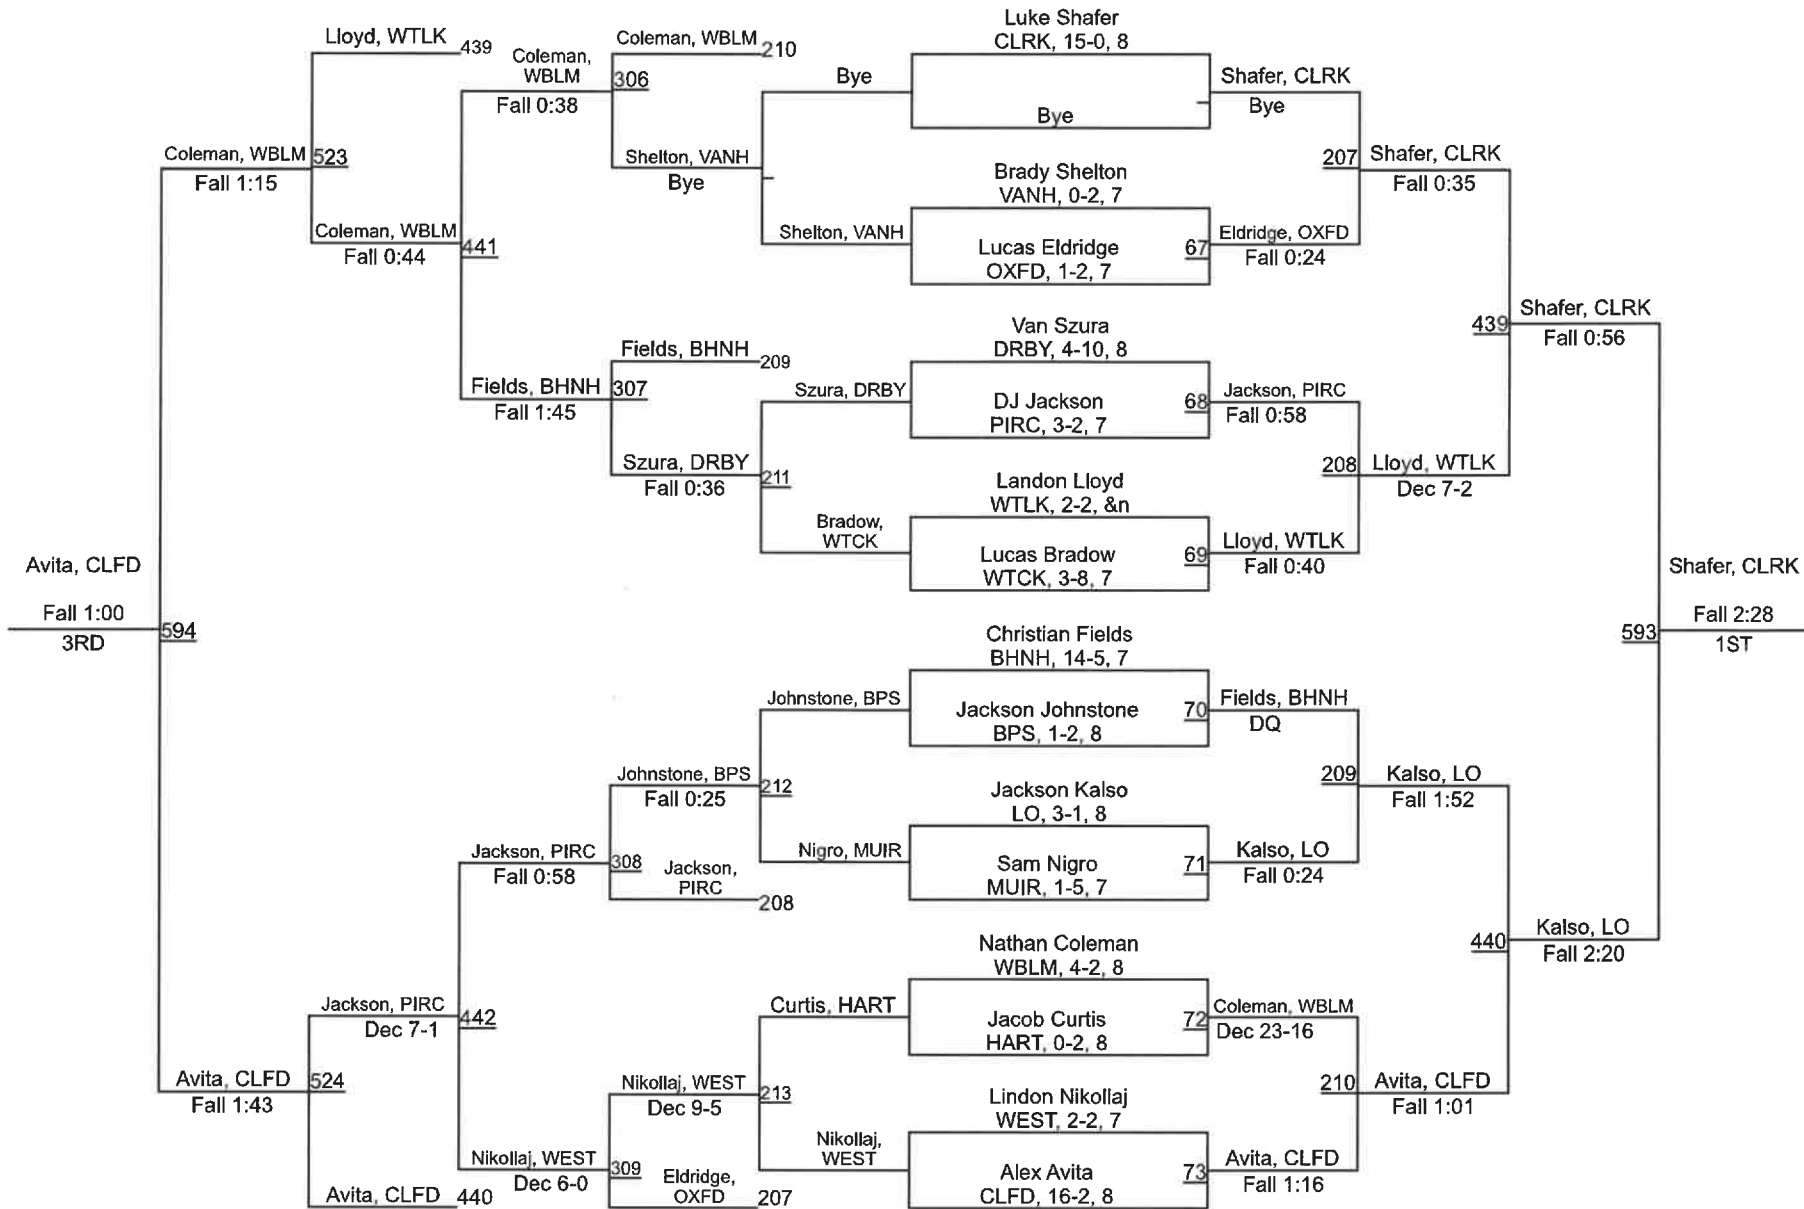 Luke Shafer
CLRK, 15-0, 8
Bye
Brady Shelton
VANH, 0-2, 7
Lucas Eldridge
OXFD, 1-2, 7
67
Van Szura
DRBY, 4-10, 8
DJ Jackson
PIRC, 3-2, 7
68
Landon Lloyd
WTLK, 2-2, &n
Lucas Bradow
WTCK, 3-8, 7
69
Christian Fields
BHNH, 14-5, 7
Jackson Johnstone
BPS, 1-2, 8
70
Jackson Kalso
LO, 3-1, 8
Sam Nigro
MUIR, 1-5, 7
71
Nathan Coleman
WBLM, 4-2, 8
Jacob Curtis
HART, 0-2, 8
72
Lindon Nikollaj
WEST, 2-2, 7
Alex Avita
CLFD, 16-2, 8
73
Shafer, CLRK
Bye
Eldridge, OXFD
Fall 0:24
Jackson, PIRC
Fall 0:58
Lloyd, WTLK
Fall 0:40
Fields, BHNH
DQ
Kalso, LO
Fall 0:24
Coleman, WBLM
Dec 23-16
Avita, CLFD
Fall 1:16
207
Shafer, CLRK
Fall 0:35
208
Lloyd, WTLK
Dec 7-2
209
Kalso, LO
Fall 1:52
210
Avita, CLFD
Fall 1:01
439
Shafer, CLRK
Fall 0:56
440
Kalso, LO
Fall 2:20
593
Shafer, CLRK
Fall 2:28
1ST
Bye
Shelton, VANH
Szura, DRBY
Bradow,
WTCK
Johnstone, BPS
Nigro, MUIR
Curtis, HART
Nikollaj,
WEST
Coleman, WBLM
210
Shelton, VANH
Bye
Fields, BHNH
209
Szura, DRBY
Fall 0:36
211
Johnstone, BPS
Fall 0:25
212
Jackson,
PIRC
208
Nikollaj, WEST
Dec 9-5
213
Eldridge,
OXFD
207
Coleman,
WBLM
306
Fall 0:38
Fields, BHNH
307
Fall 1:45
Jackson, PIRC
308
Fall 0:58
Nikollaj, WEST
309
Dec 6-0
Lloyd, WTLK
439
Coleman, WBLM
441
Fall 0:44
Jackson, PIRC
442
Dec 7-1
Avita, CLFD
440
Coleman, WBLM
523
Fall 1:15
Avita, CLFD
524
Fall 1:43
Avita, CLFD
Fall 1:00
594
3RD